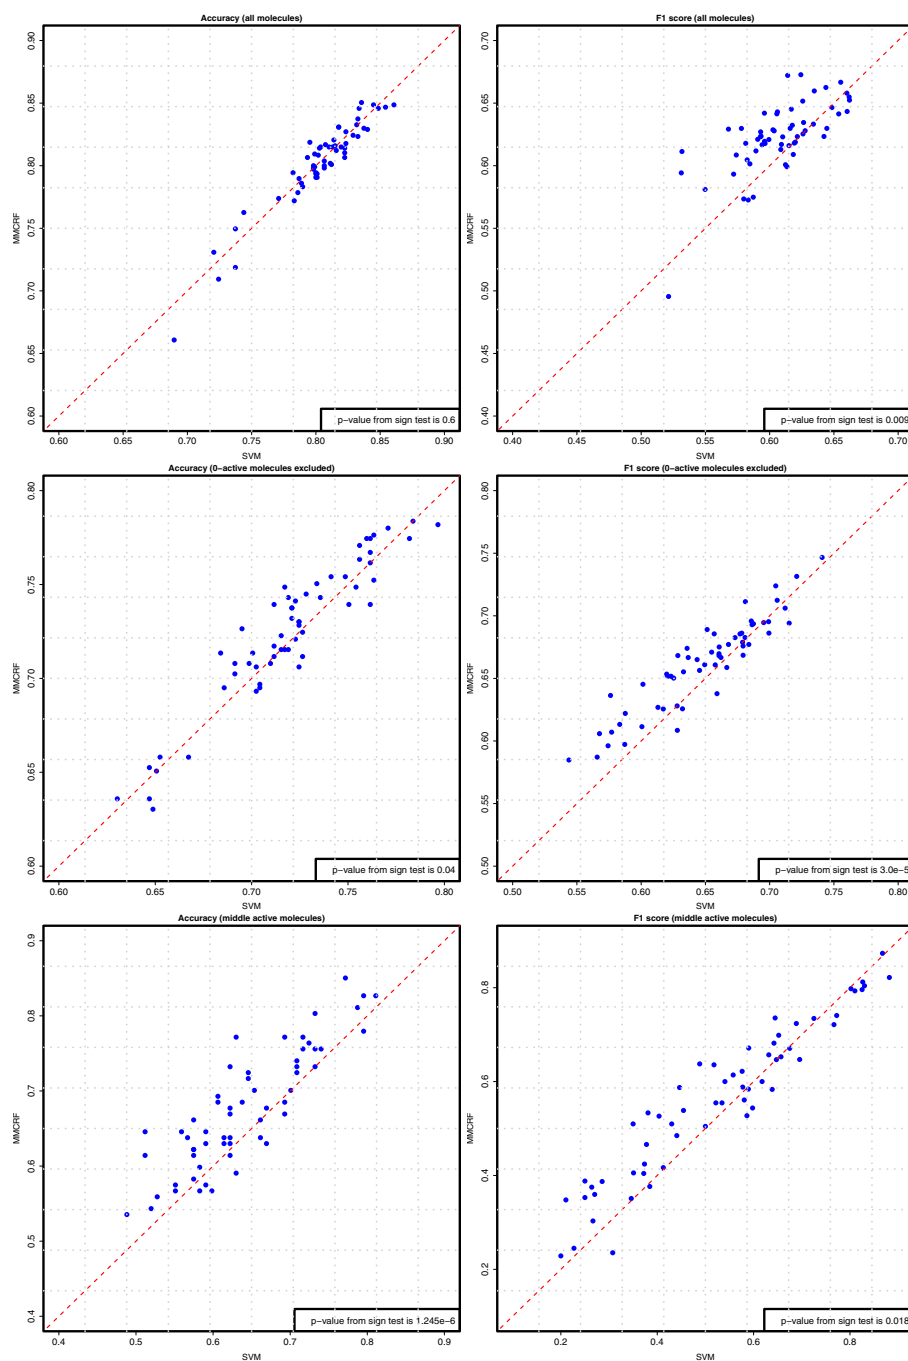 Accuracy (all molecules)
MMCRF
0.60 0.65 0.70 0.75 0.80 0.85 0.90
p−value from sign test is 0.6
0.60 0.65 0.70 0.75 0.80 0.85 0.90
SVM
F1 score (all molecules)
MMCRF
0.40 0.45 0.50 0.55 0.60 0.65 0.70
p−value from sign test is 0.009
0.40 0.45 0.50 0.55 0.60 0.65 0.70
SVM
Accuracy (0−active molecules excluded)
MMCRF
0.60 0.65 0.70 0.75 0.80
p−value from sign test is 0.04
0.60 0.65 0.70 0.75 0.80
SVM
F1 score (0−active molecules excluded)
MMCRF
0.50 0.55 0.60 0.65 0.70 0.75 0.80
p−value from sign test is 3.0e−5
0.50 0.55 0.60 0.65 0.70 0.75 0.80
SVM
Accuracy (middle active molecules)
MMCRF
0.4 0.5 0.6 0.7 0.8 0.9
p−value from sign test is 1.245e−6
0.4 0.5 0.6 0.7 0.8 0.9
SVM
F1 score (middle active molecules)
MMCRF
0.2 0.4 0.6 0.8
p−value from sign test is 0.018
0.2 0.4 0.6 0.8
SVM